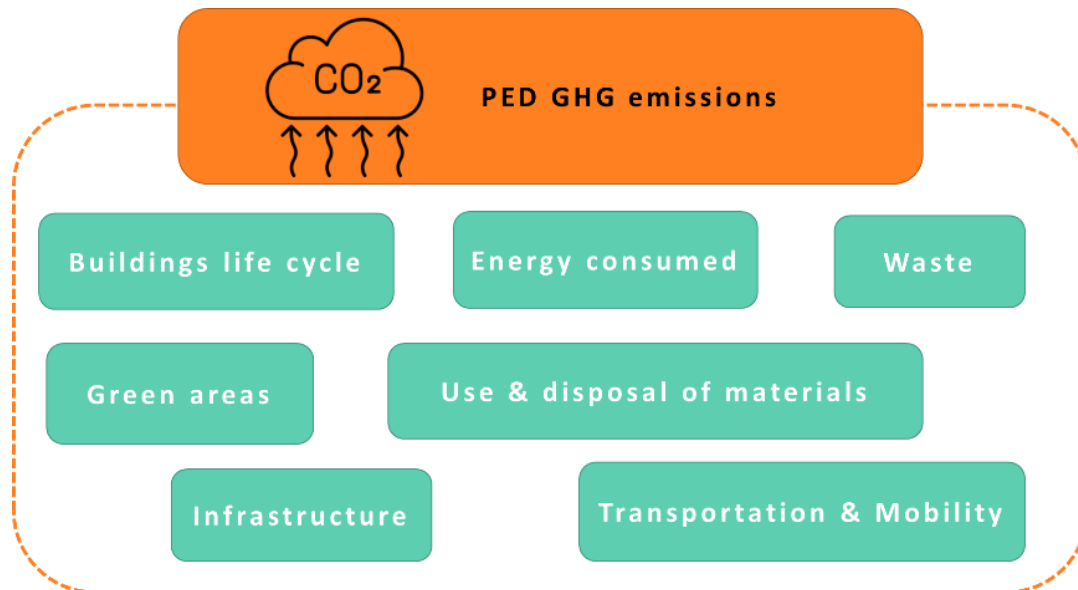 CO₂
PED GHG emissions
Buildings life cycle
Energy consumed
Waste
Green areas
Use & disposal of materials
Infrastructure
Transportation & Mobility